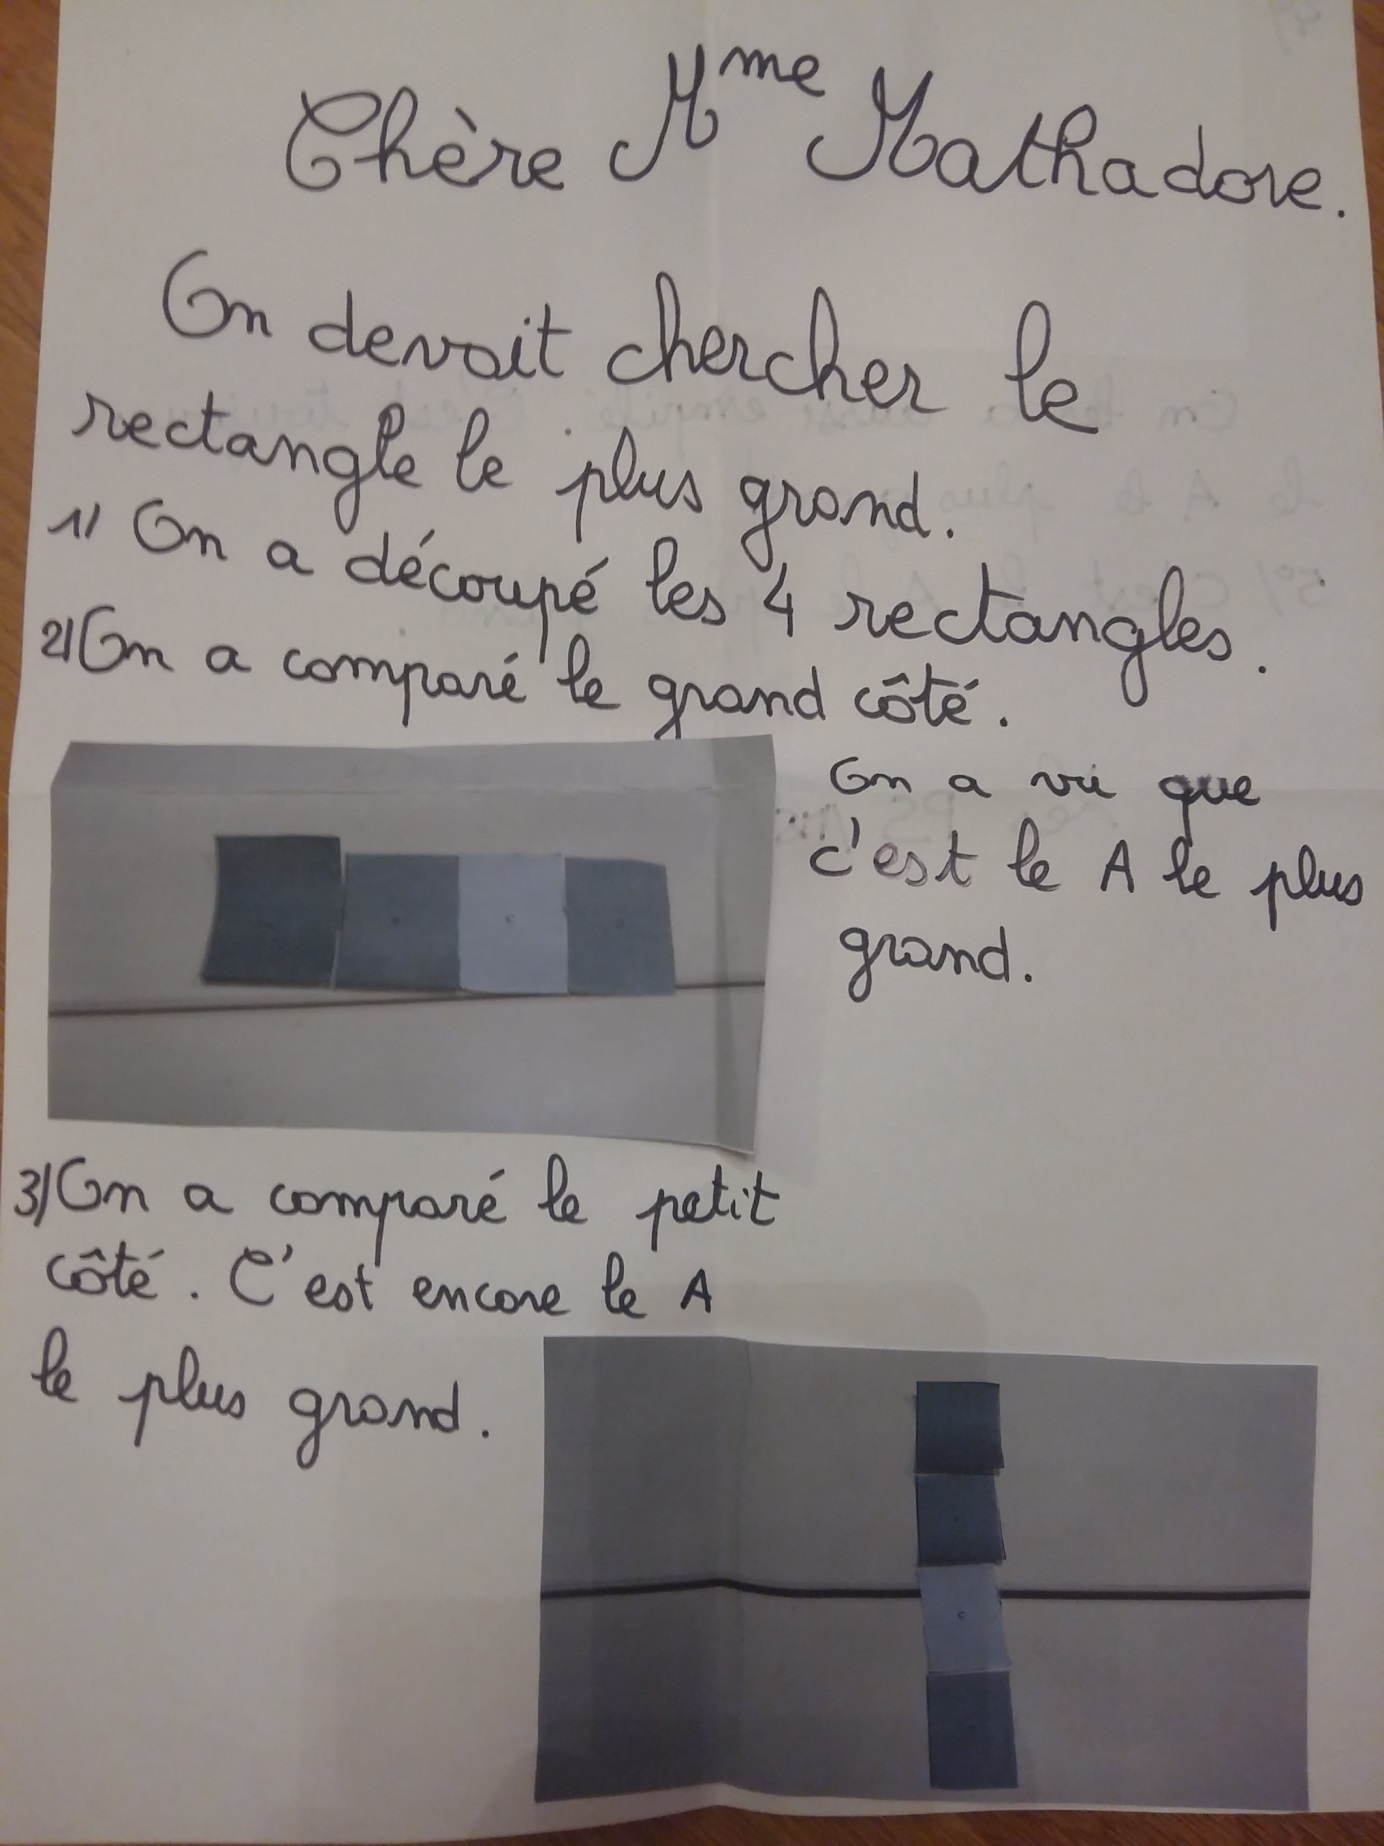 Chère Mme Mathadore.
On devait chercher le
rectangle le plus grand.
1/ On a découpé les 4 rectangles.
2/ On a comparé le grand côté.
On a vu que
c'est le A le plus
grand.
3/ On a comparé le petit
côté. C'est encore le A
le plus grand.